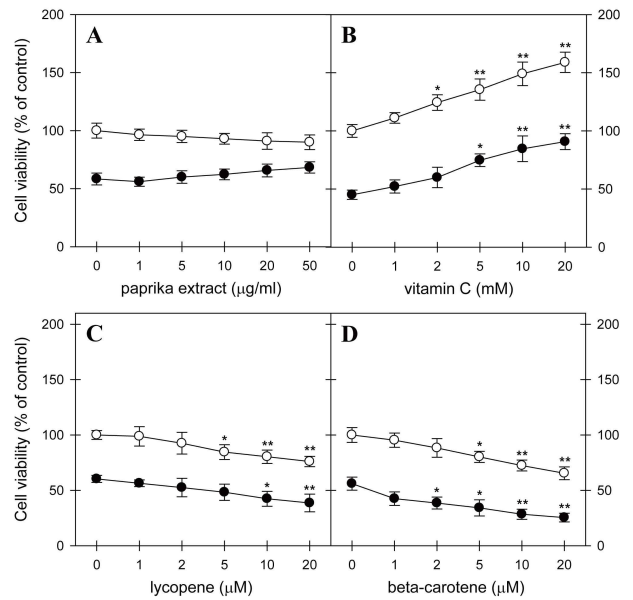 A
B
Cell viability (% of control)
200
150
100
50
0
200
150
100
50
0
* ** ** **
* ** **
0 1 5 10 20 50
0 1 2 5 10 20
paprika extract (μg/ml)
vitamin C (mM)
C
D
Cell viability (% of control)
200
150
100
50
0
200
150
100
50
0
* ** **
* **
* ** **
* * ** **
0 1 2 5 10 20
0 1 2 5 10 20
lycopene (μM)
beta-carotene (μM)